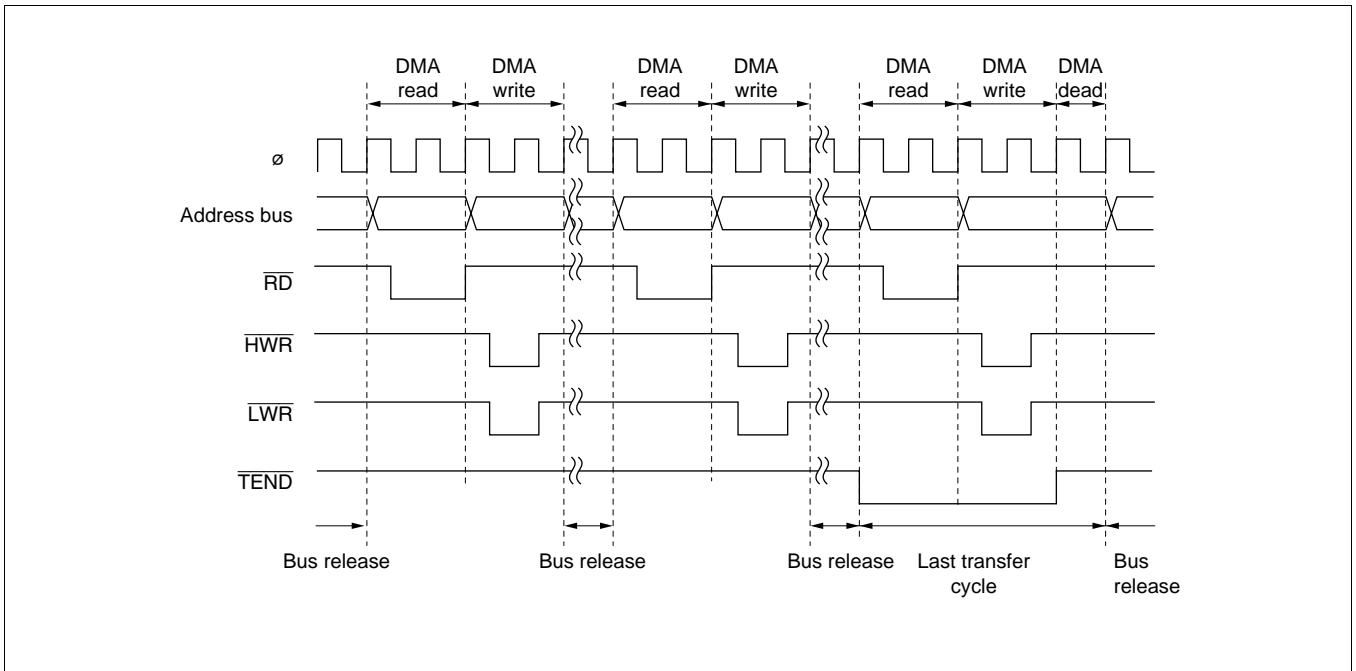 DMA read
DMA write
DMA read
DMA write
DMA read
DMA write
DMA dead
ø
Address bus
RD
HWR
LWR
TEND
Bus release
Bus release
Bus release
Last transfer cycle
Bus release